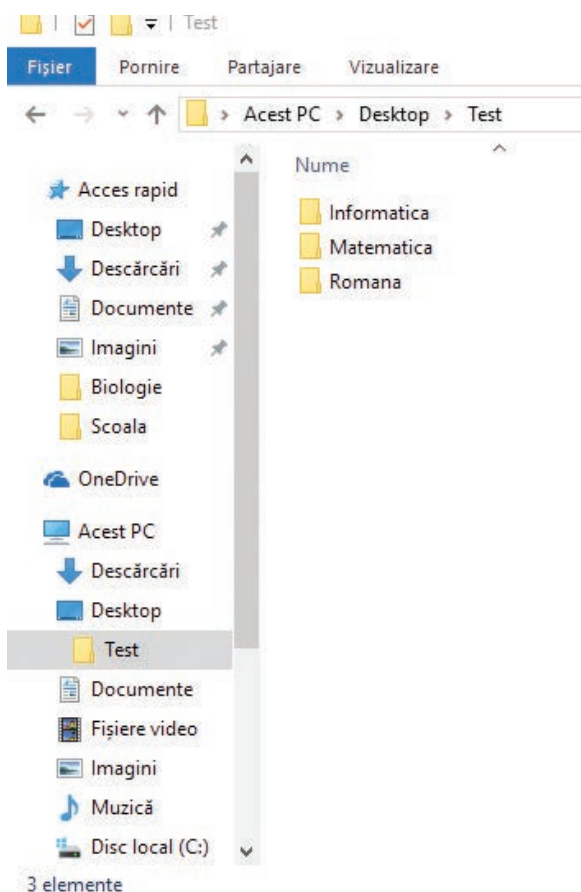 Test
Fișier Pornire Partajare Vizualizare
Acest PC Desktop Test
Acces rapid
Desktop
Descărcări
Documente
Imagini
Biologie
Scoala
OneDrive
Acest PC
Descărcări
Desktop
Test
Documente
Fișiere video
Imagini
Muzică
Disc local (C:)
Nume
Informatica
Matematica
Romana
3 elemente